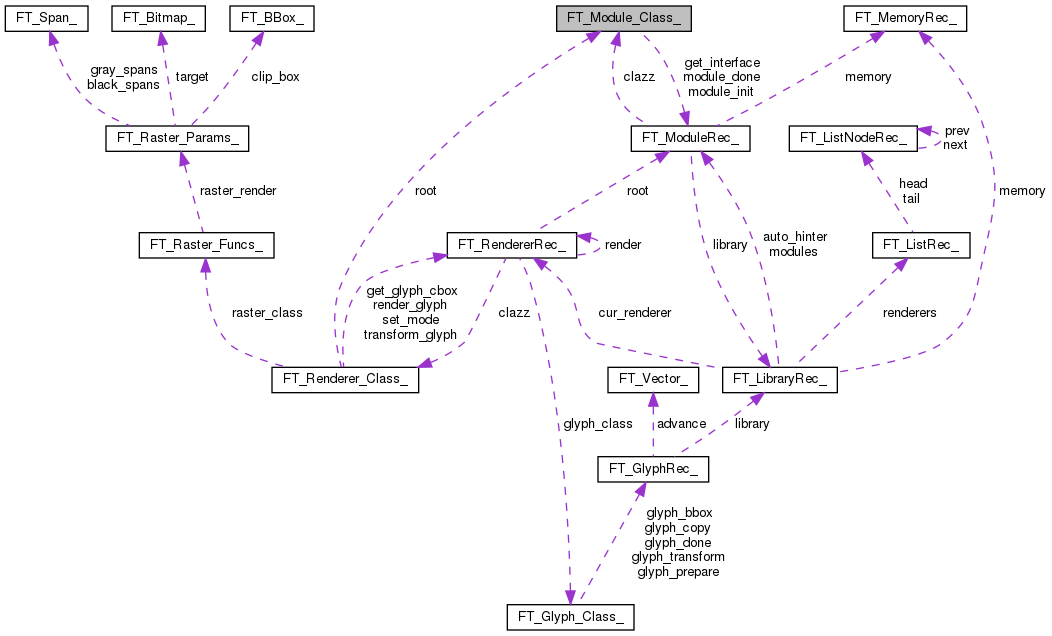 FT_Span_
FT_Bitmap_
FT_BBox_
FT_Module_Class_
FT_MemoryRec_
gray_spans
black_spans
target
clip_box
clazz
get_interface
module_done
module_init
memory
FT_Raster_Params_
FT_ModuleRec_
FT_ListNodeRec_
prev
next
raster_render
root
root
head
tail
memory
FT_Raster_Funcs_
FT_RendererRec_
render
library
auto_hinter
modules
FT_ListRec_
raster_class
get_glyph_cbox
render_glyph
set_mode
transform_glyph
clazz
cur_renderer
renderers
FT_Renderer_Class_
FT_Vector_
FT_LibraryRec_
glyph_class
advance
library
FT_GlyphRec_
glyph_bbox
glyph_copy
glyph_done
glyph_transform
glyph_prepare
FT_Glyph_Class_